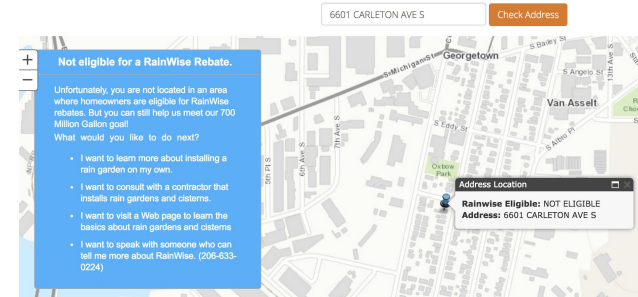 6601 CARLETON AVE S
Check Address
+
−
Not eligible for a RainWise Rebate.
Unfortunately, you are not located in an area
where homeowners are eligible for RainWise
rebates. But you can still help us meet our 700
Million Gallon goal!
What would you like to do next?
• I want to learn more about installing a
rain garden on my own.
• I want to consult with a contractor that
installs rain gardens and cisterns.
• I want to visit a Web page to learn the
basics about rain gardens and cisterns
• I want to speak with someone who can
tell me more about RainWise. (206-633-
0224)
S Michigan St
Georgetown
S Bailey St
13th Ave S
S Angelo St
Van Asselt
S Eddy St
S Albro Pl
5th Pl S
6th Ave S
7th Ave S
Oxbow
Park
Address Location
Rainwise Eligible: NOT ELIGIBLE
Address: 6601 CARLETON AVE S